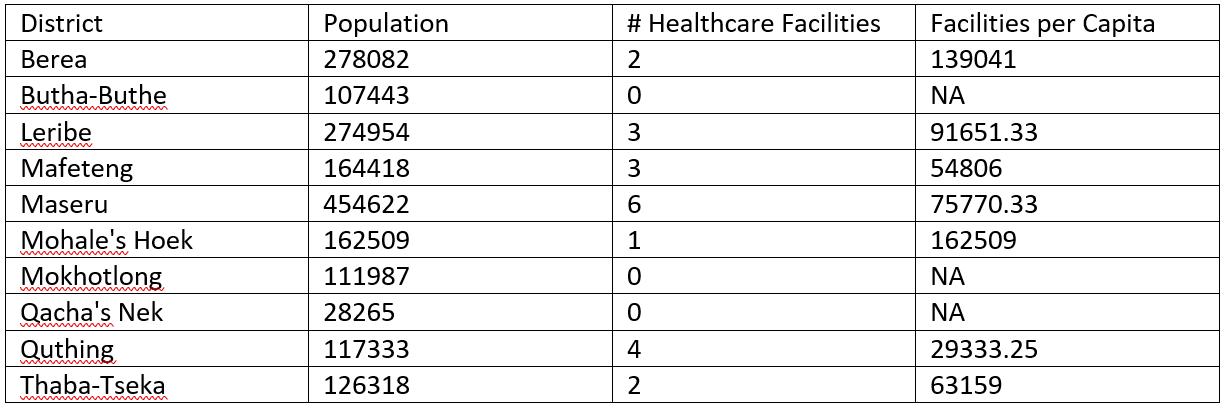 District Population # Healthcare Facilities Facilities per Capita
Berea 278082 2 139041
Butha-Buthe 107443 0 NA
Leribe 274954 3 91651.33
Mafeteng 164418 3 54806
Maseru 454622 6 75770.33
Mohale's Hoek 162509 1 162509
Mokhotlong 111987 0 NA
Qacha's Nek 28265 0 NA
Quthing 117333 4 29333.25
Thaba-Tseka 126318 2 63159